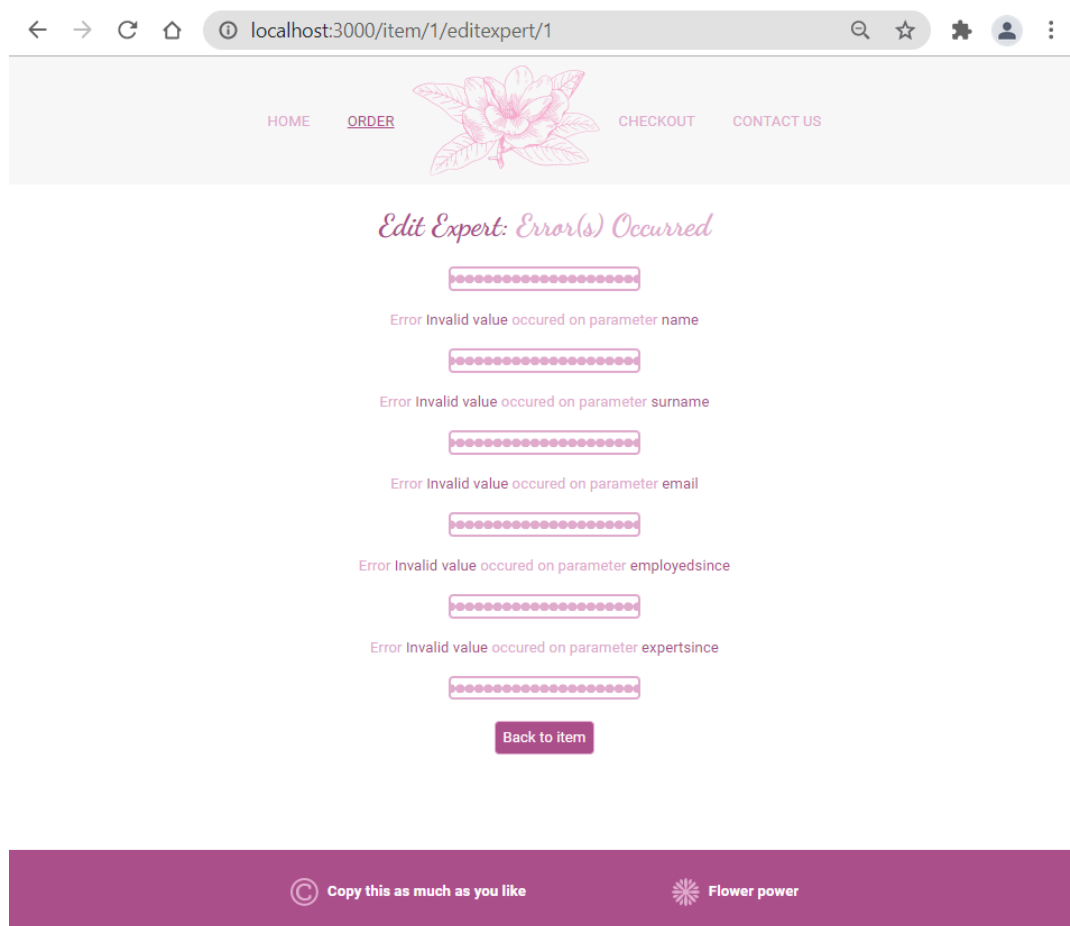 localhost:3000/item/1/editexpert/1
HOME ORDER CHECKOUT CONTACT US
Edit Expert: Error(s) Occurred
Error Invalid value occured on parameter name
Error Invalid value occured on parameter surname
Error Invalid value occured on parameter email
Error Invalid value occured on parameter employedsince
Error Invalid value occured on parameter expertsince
Back to item
© Copy this as much as you like Flower power